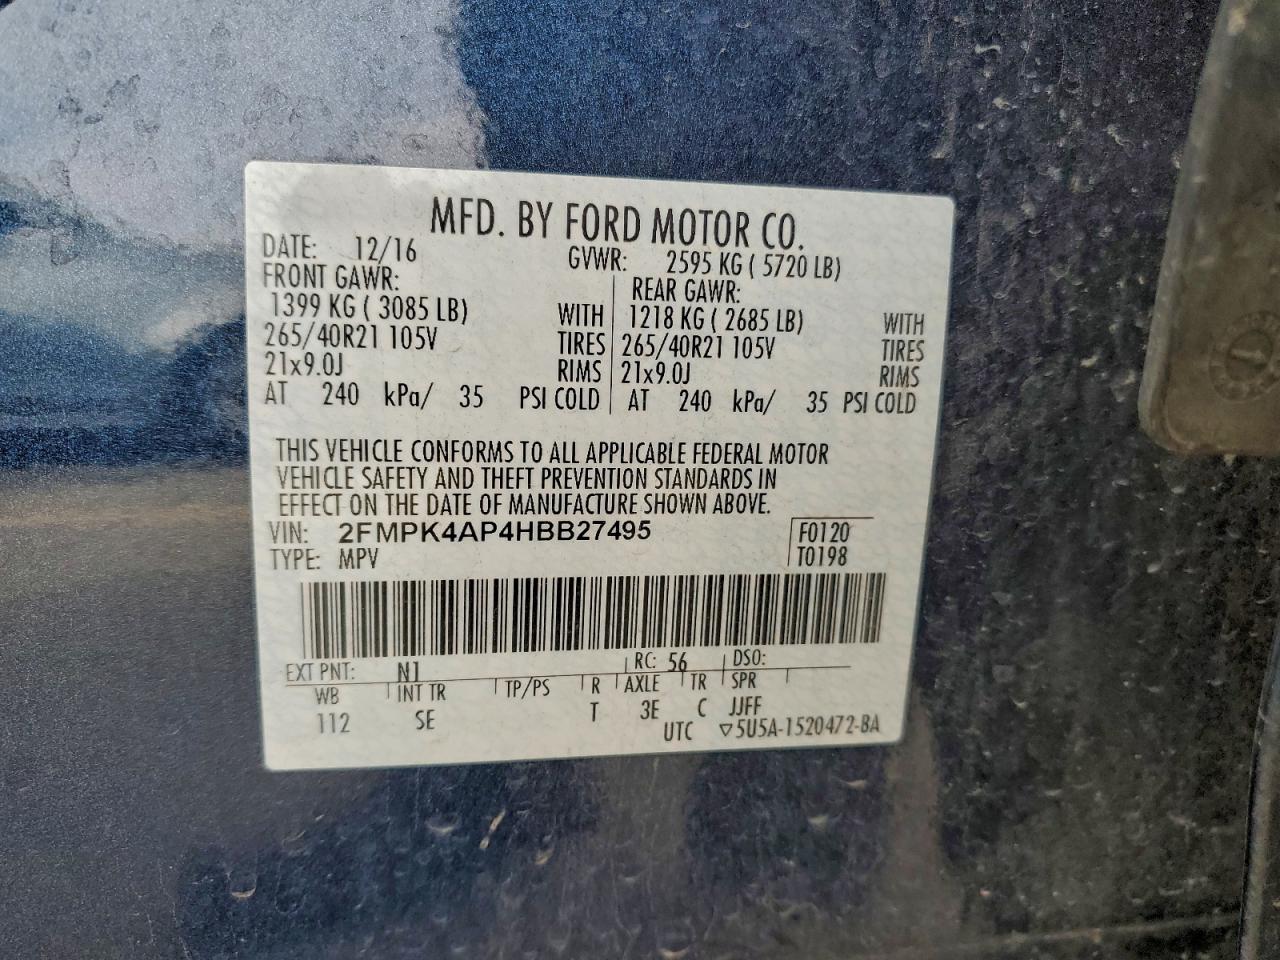 MFD. BY FORD MOTOR CO.
DATE: 12/16 GVWR: 2595 KG ( 5720 LB)
FRONT GAWR: REAR GAWR:
1399 KG ( 3085 LB) WITH 1218 KG ( 2685 LB) WITH
265/40R21 105V TIRES 265/40R21 105V TIRES
21x9.0J RIMS 21x9.0J RIMS
AT 240 kPa/ 35 PSI COLD AT 240 kPa/ 35 PSI COLD
THIS VEHICLE CONFORMS TO ALL APPLICABLE FEDERAL MOTOR
VEHICLE SAFETY AND THEFT PREVENTION STANDARDS IN
EFFECT ON THE DATE OF MANUFACTURE SHOWN ABOVE.
VIN: 2FMPK4AP4HBB27495 F0120
TYPE: MPV T0198
EXT PNT: N1 RC: 56 DSO:
WB INT TR TP/PS R AXLE TR SPR
112 SE T 3E C JJFF
UTC ▽5U5A-1520472-BA